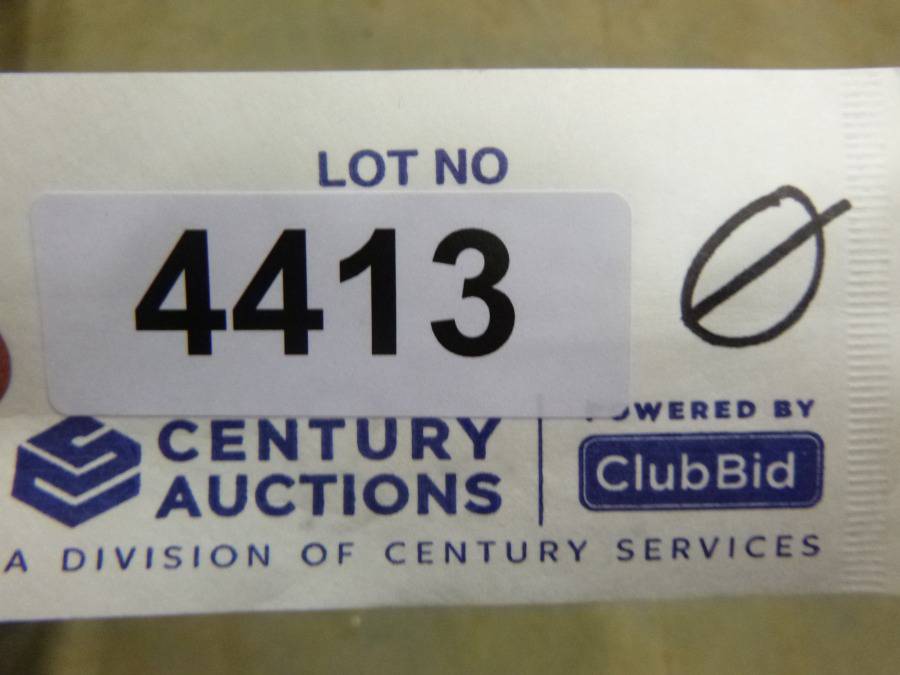 LOT NO
4413 Ø
CENTURY
AUCTIONS
POWERED BY
ClubBid
A DIVISION OF CENTURY SERVICES